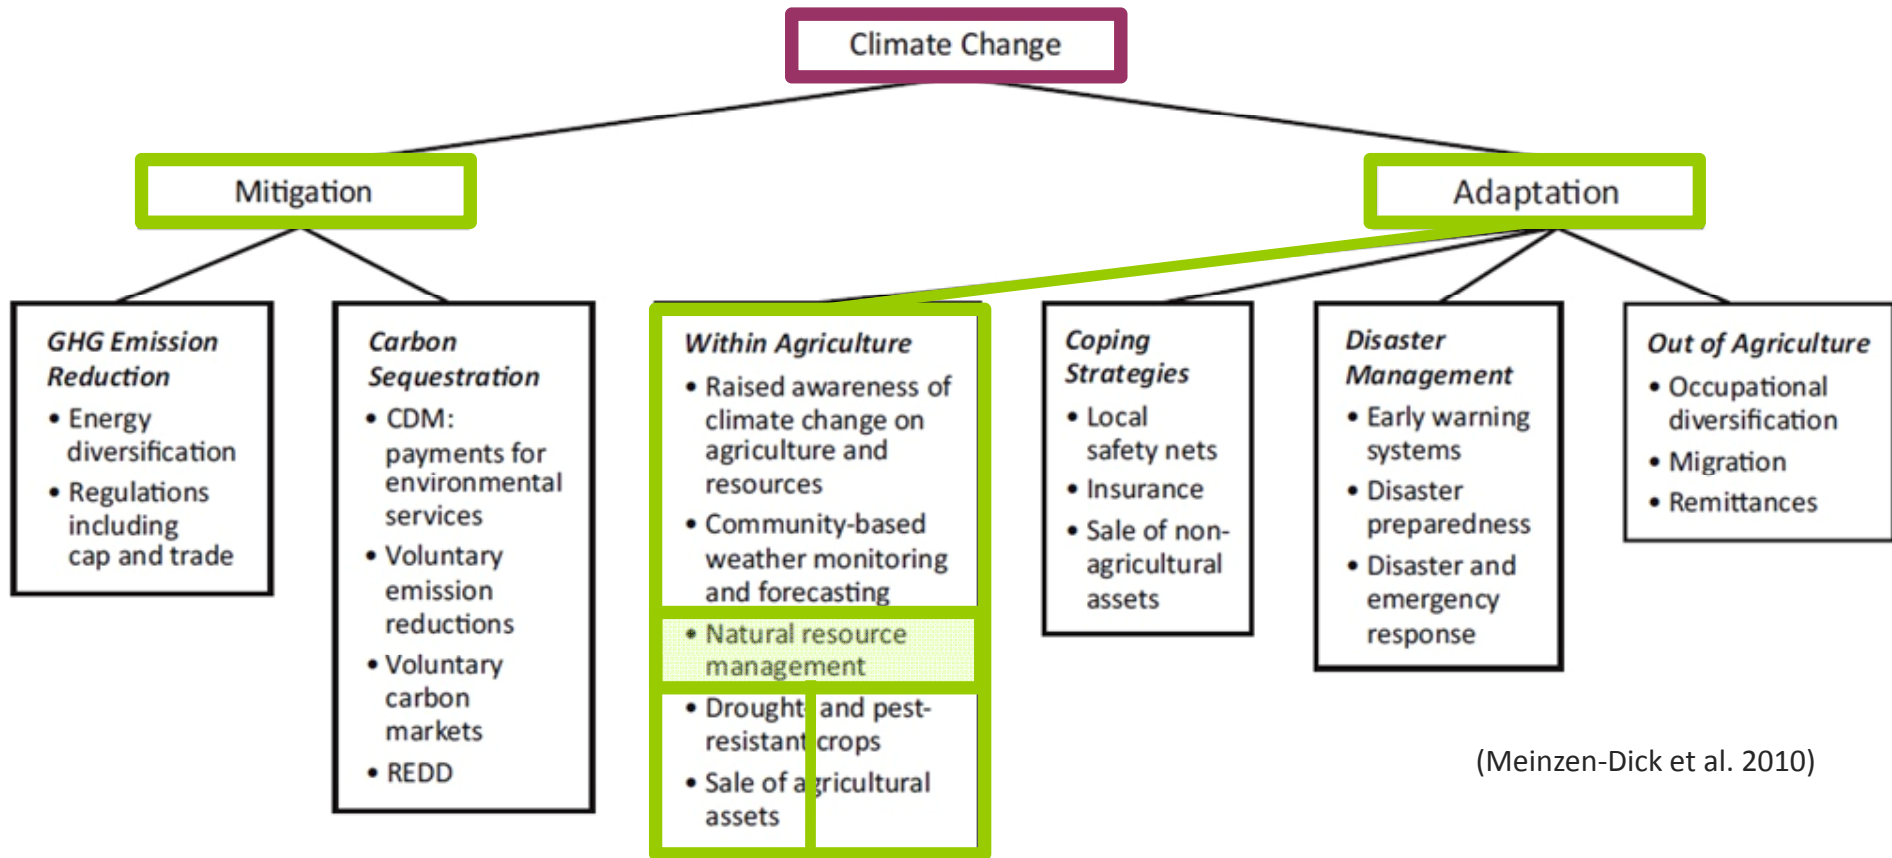 Climate Change
Mitigation
Adaptation
GHG Emission
Reduction
• Energy
diversification
• Regulations
including
cap and trade
Carbon
Sequestration
• CDM:
payments for
environmental
services
• Voluntary
emission
reductions
• Voluntary
carbon
markets
• REDD
Within Agriculture
• Raised awareness of
climate change on
agriculture and
resources
• Community-based
weather monitoring
and forecasting
• Natural resource
management
• Drought- and pest-
resistant crops
• Sale of agricultural
assets
Coping
Strategies
• Local
safety nets
• Insurance
• Sale of non-
agricultural
assets
Disaster
Management
• Early warning
systems
• Disaster
preparedness
• Disaster and
emergency
response
Out of Agriculture
• Occupational
diversification
• Migration
• Remittances
(Meinzen-Dick et al. 2010)